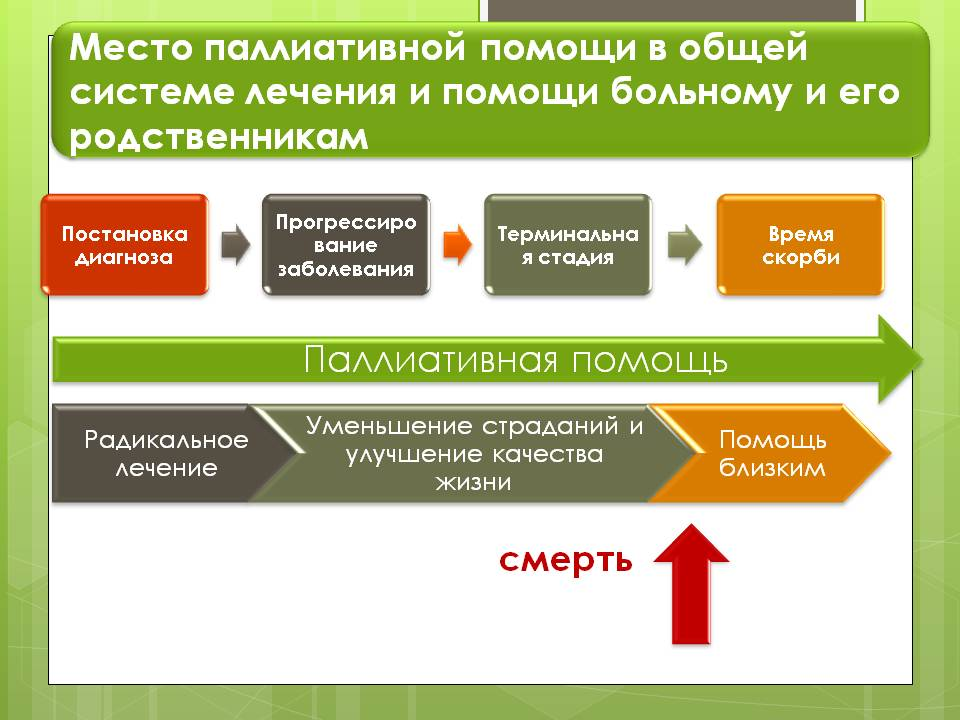 Место паллиативной помощи в общей
системе лечения и помощи больному и его
родственникам
Постановка
диагноза
Прогрессиро
вание
заболевания
Терминальна
я стадия
Время
скорби
Паллиативная помощь
Радикальное
лечение
Уменьшение страданий и
улучшение качества
жизни
Помощь
близким
смерть